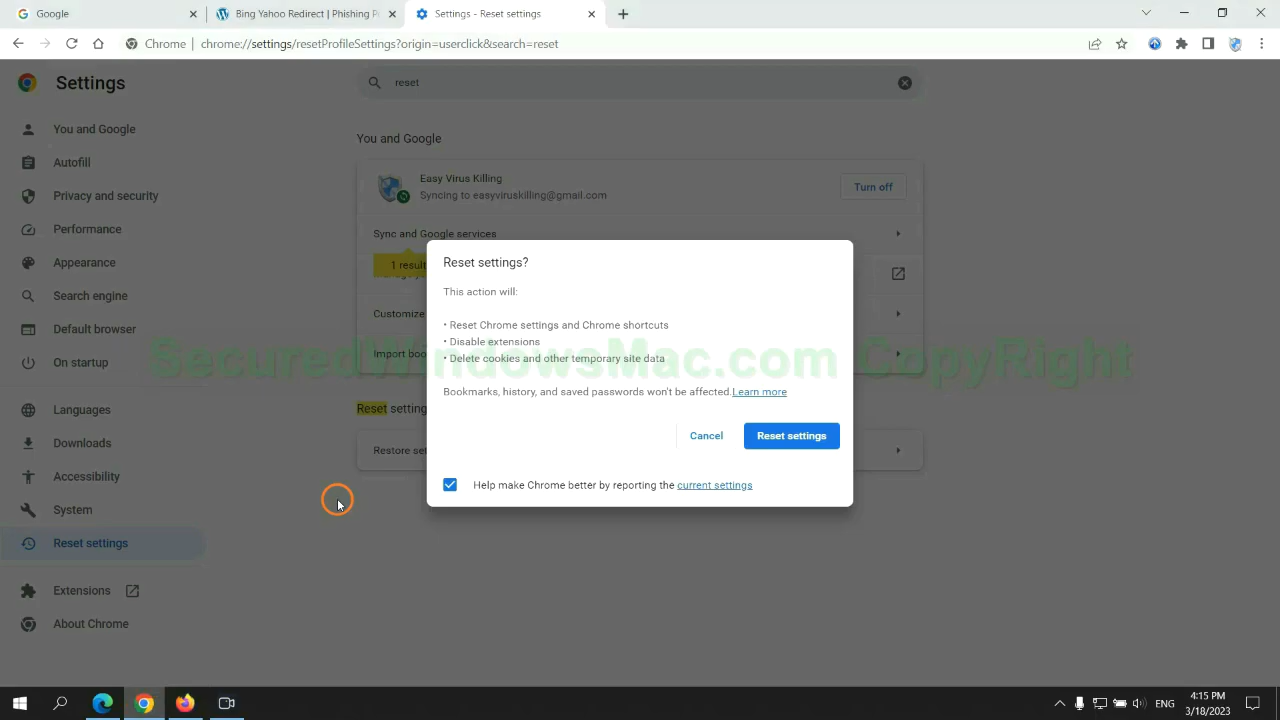 Google
Bing Yahoo Redirect | Phishing P
Settings - Reset settings
Chrome | chrome://settings/resetProfileSettings?origin=userclick&search=reset
Settings
reset
You and Google
Autofill
Privacy and security
Performance
Appearance
Search engine
Default browser
On startup
Languages
Downloads
Accessibility
System
Reset settings
Extensions
About Chrome
You and Google
Easy Virus Killing
Syncing to easyviruskilling@gmail.com
Turn off
Sync and Google services
1 result
Customize
Import boo
Reset setting
Restore set
Reset settings?
This action will:
• Reset Chrome settings and Chrome shortcuts
• Disable extensions
• Delete cookies and other temporary site data
Bookmarks, history, and saved passwords won't be affected. Learn more
Cancel
Reset settings
Help make Chrome better by reporting the current settings
SecuredWindowsMac.com CopyRight
ENG
4:15 PM
3/18/2023